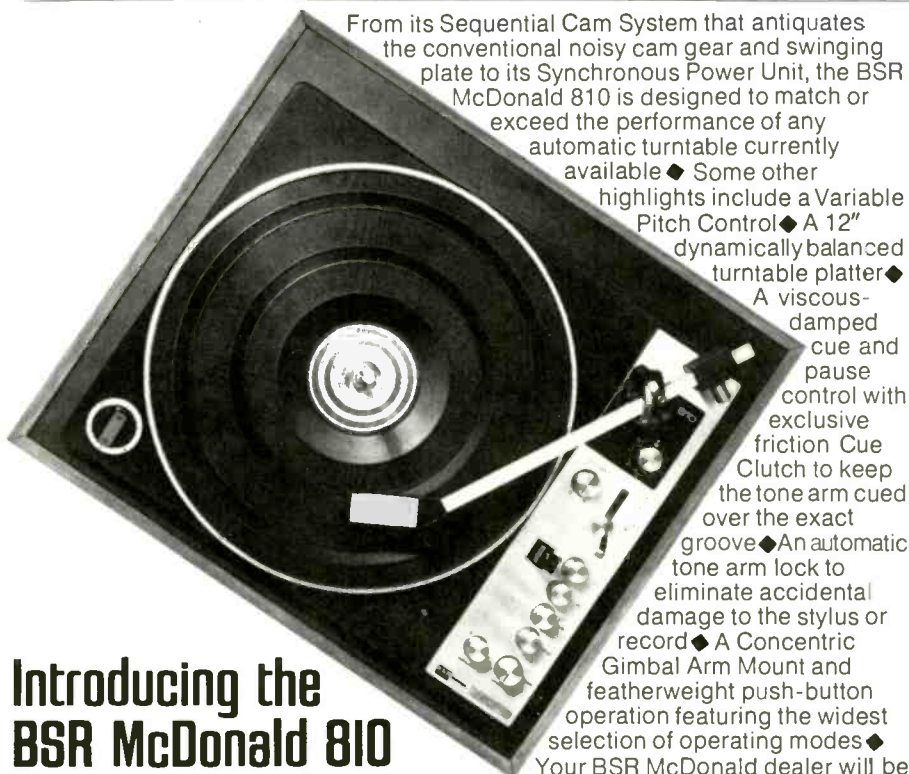 From its Sequential Cam System that antiquates
the conventional noisy cam gear and swinging
plate to its Synchronous Power Unit, the BSR
McDonald 810 is designed to match or
exceed the performance of any
automatic turntable currently
available ◆ Some other
highlights include a Variable
Pitch Control ◆ A 12"
dynamically balanced
turntable platter ◆
A viscous-
damped
cue and
pause
control with
exclusive
friction Cue
Clutch to keep
the tone arm cued
over the exact
groove ◆ An automatic
tone arm lock to
eliminate accidental
damage to the stylus or
record ◆ A Concentric
Gimbal Arm Mount and
featherweight push-button
operation featuring the widest
selection of operating modes ◆
Your BSR McDonald dealer will be
810
Introducing the
BSR McDonald 810